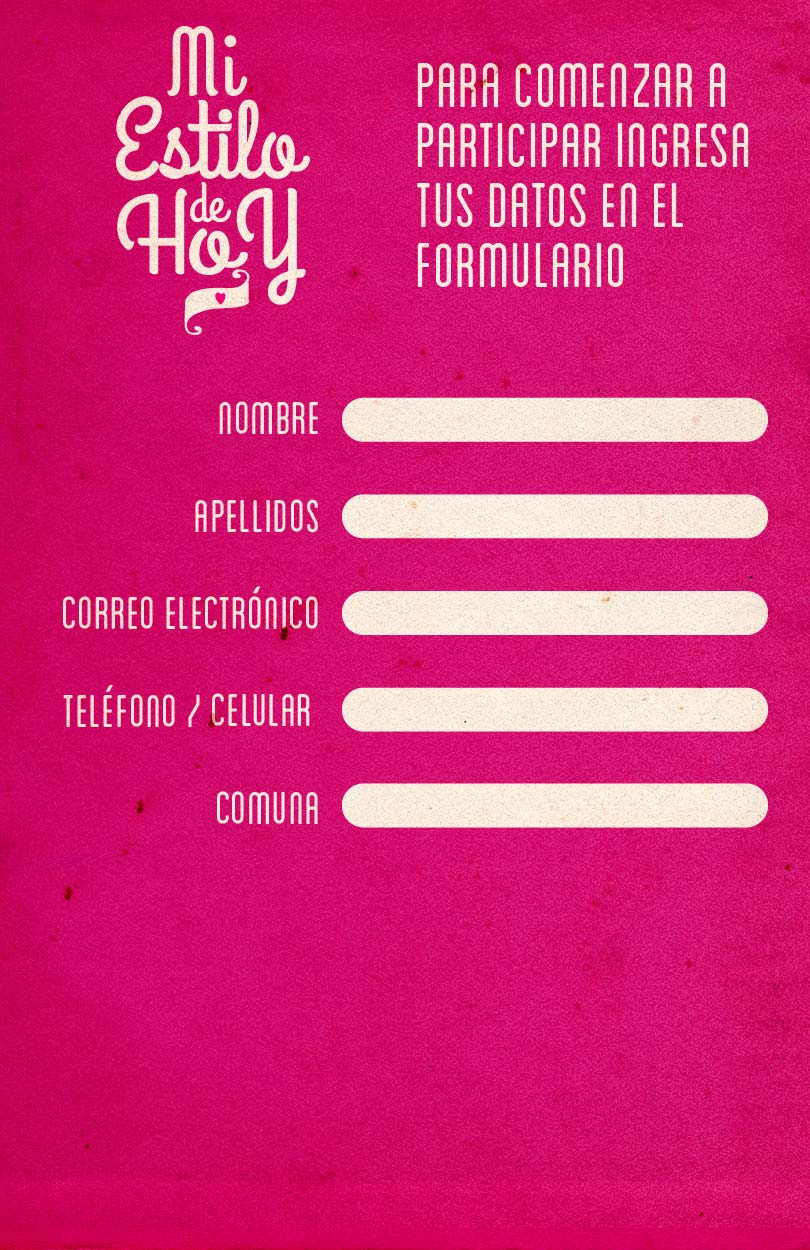 Mi
Estilo
de
HoY
PARA COMENZAR A
PARTICIPAR INGRESA
TUS DATOS EN EL
FORMULARIO
NOMBRE
APELLIDOS
CORREO ELECTRÓNICO
TELÉFONO / CELULAR
COMUNA